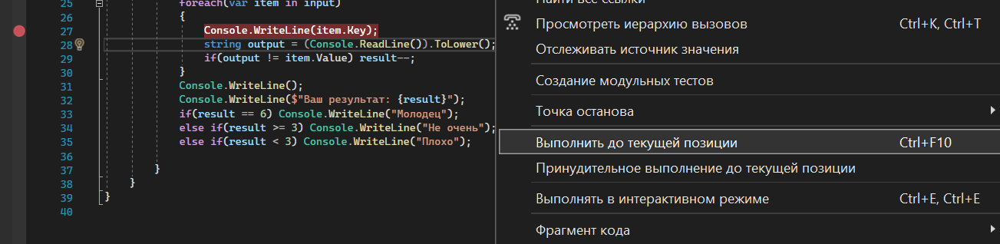 25 foreach(var item in input)
26 {
27 Console.WriteLine(item.Key);
28 string output = (Console.ReadLine()).ToLower();
29 if(output != item.Value) result--;
30 }
31 Console.WriteLine();
32 Console.WriteLine($"Ваш результат: {result}");
33 if(result == 6) Console.WriteLine("Молодец");
34 else if(result >= 3) Console.WriteLine("Не очень");
35 else if(result < 3) Console.WriteLine("Плохо");
36
37 }
38 }
39 }
40
Найти все ссылки
Просмотреть иерархию вызовов Ctrl+K, Ctrl+T
Отслеживать источник значения
Создание модульных тестов
Точка останова
Выполнить до текущей позиции Ctrl+F10
Принудительное выполнение до текущей позиции
Выполнять в интерактивном режиме Ctrl+E, Ctrl+E
Фрагмент кода